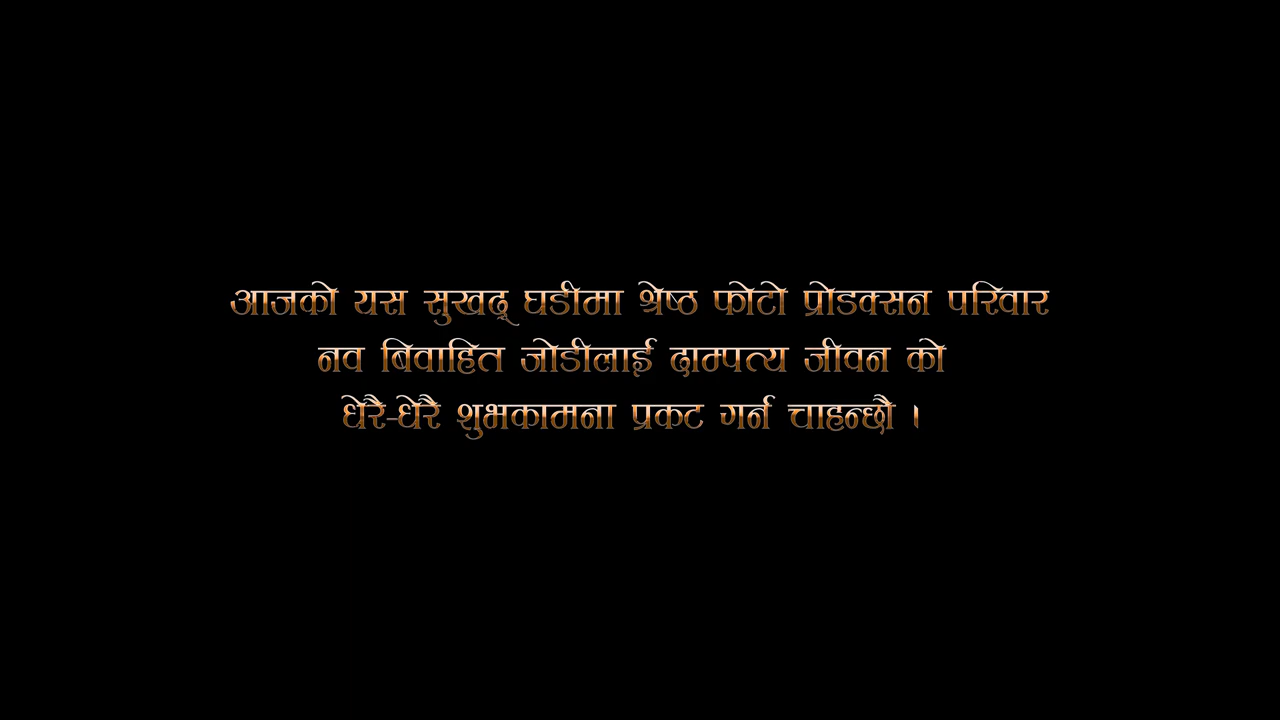 आजको यस सुखद् घडीमा श्रेष्ठ फोटो प्रोडक्सन परिवार
नव बिवाहित जोडीलाई दाम्पत्य जीवन को
धेरै-धेरै शुभकामना प्रकट गर्न चाहन्छौ ।